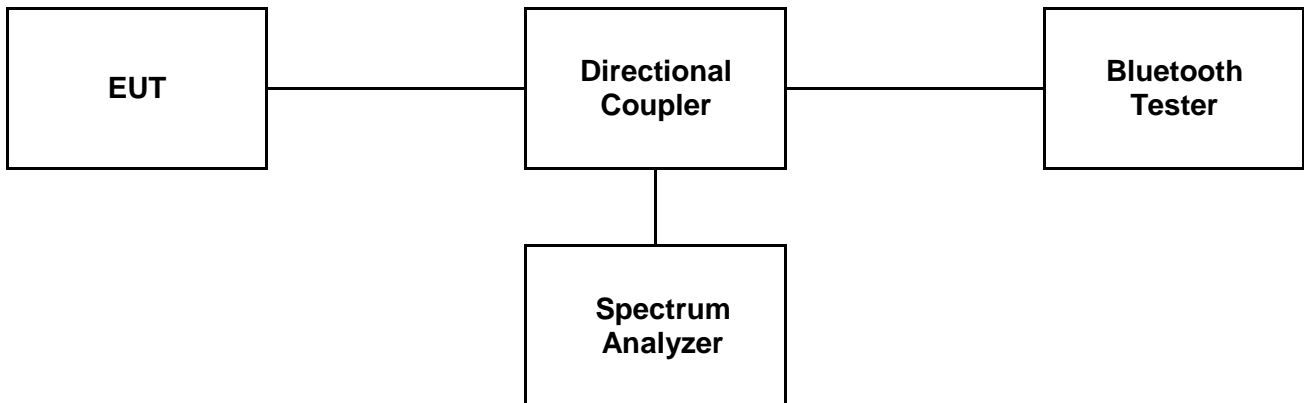 EUT
Directional
Coupler
Bluetooth
Tester
Spectrum
Analyzer